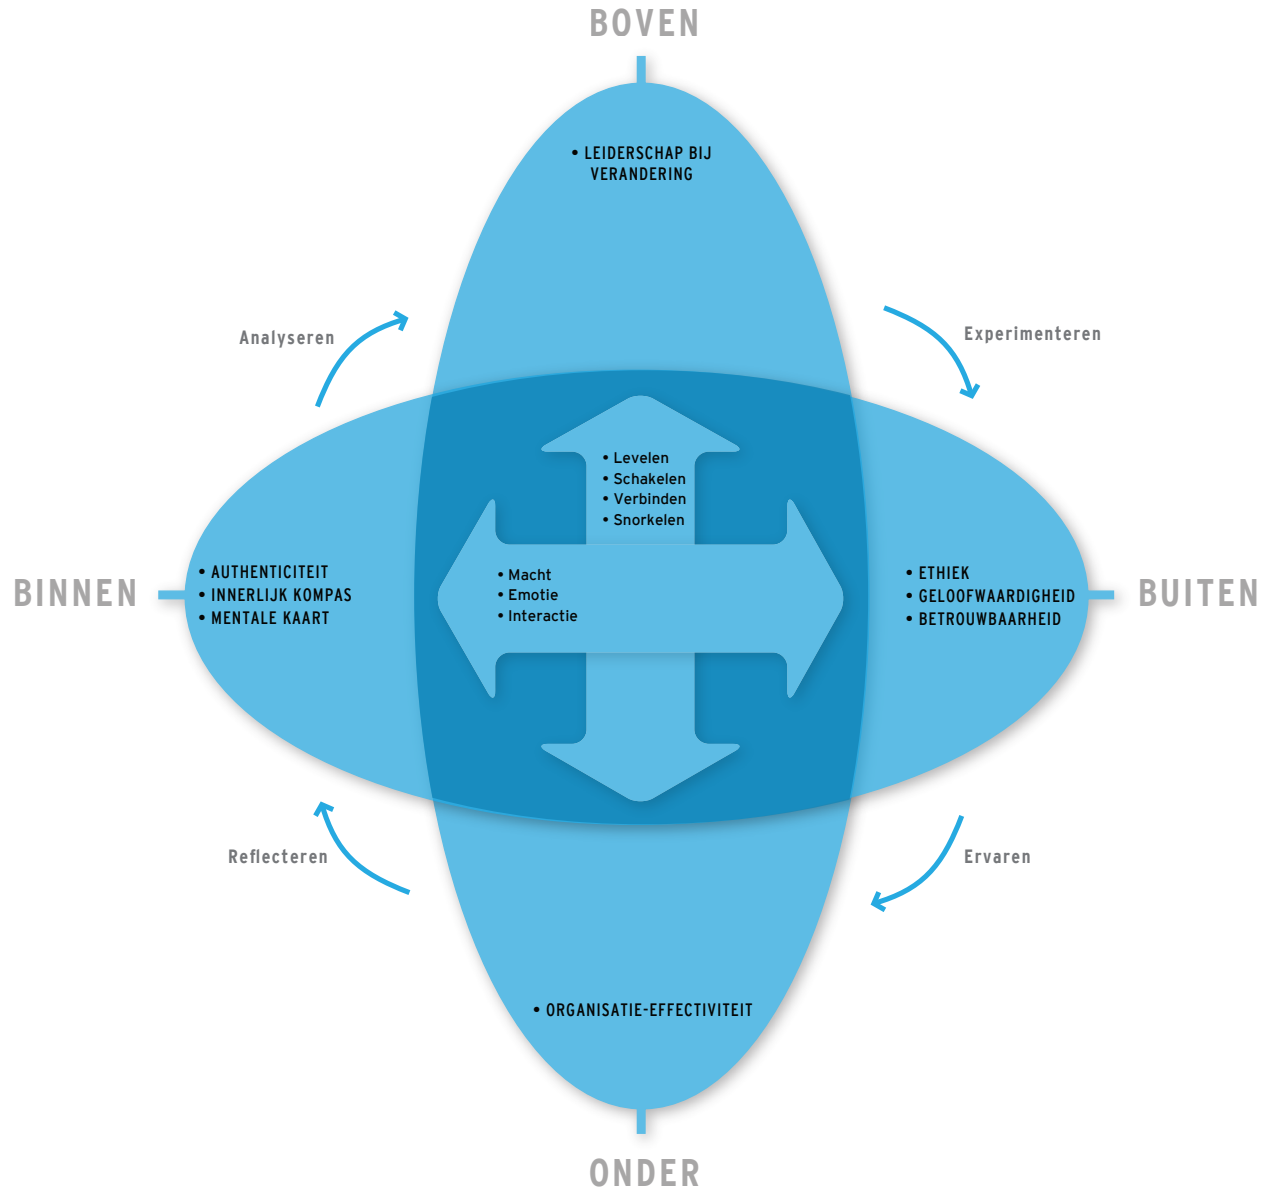 BOVEN
• LEIDERSCHAP BIJ
VERANDERING
Analyseren
Experimenteren
• Levelen
• Schakelen
• Verbinden
• Snorkelen
BINNEN
• AUTHENTICITEIT
• INNERLIJK KOMPAS
• MENTALE KAART
• Macht
• Emotie
• Interactie
• ETHIEK
• GELOOFWAARDIGHEID
• BETROUWBAARHEID
BUITEN
Reflecteren
Ervaren
• ORGANISATIE-EFFECTIVITEIT
ONDER